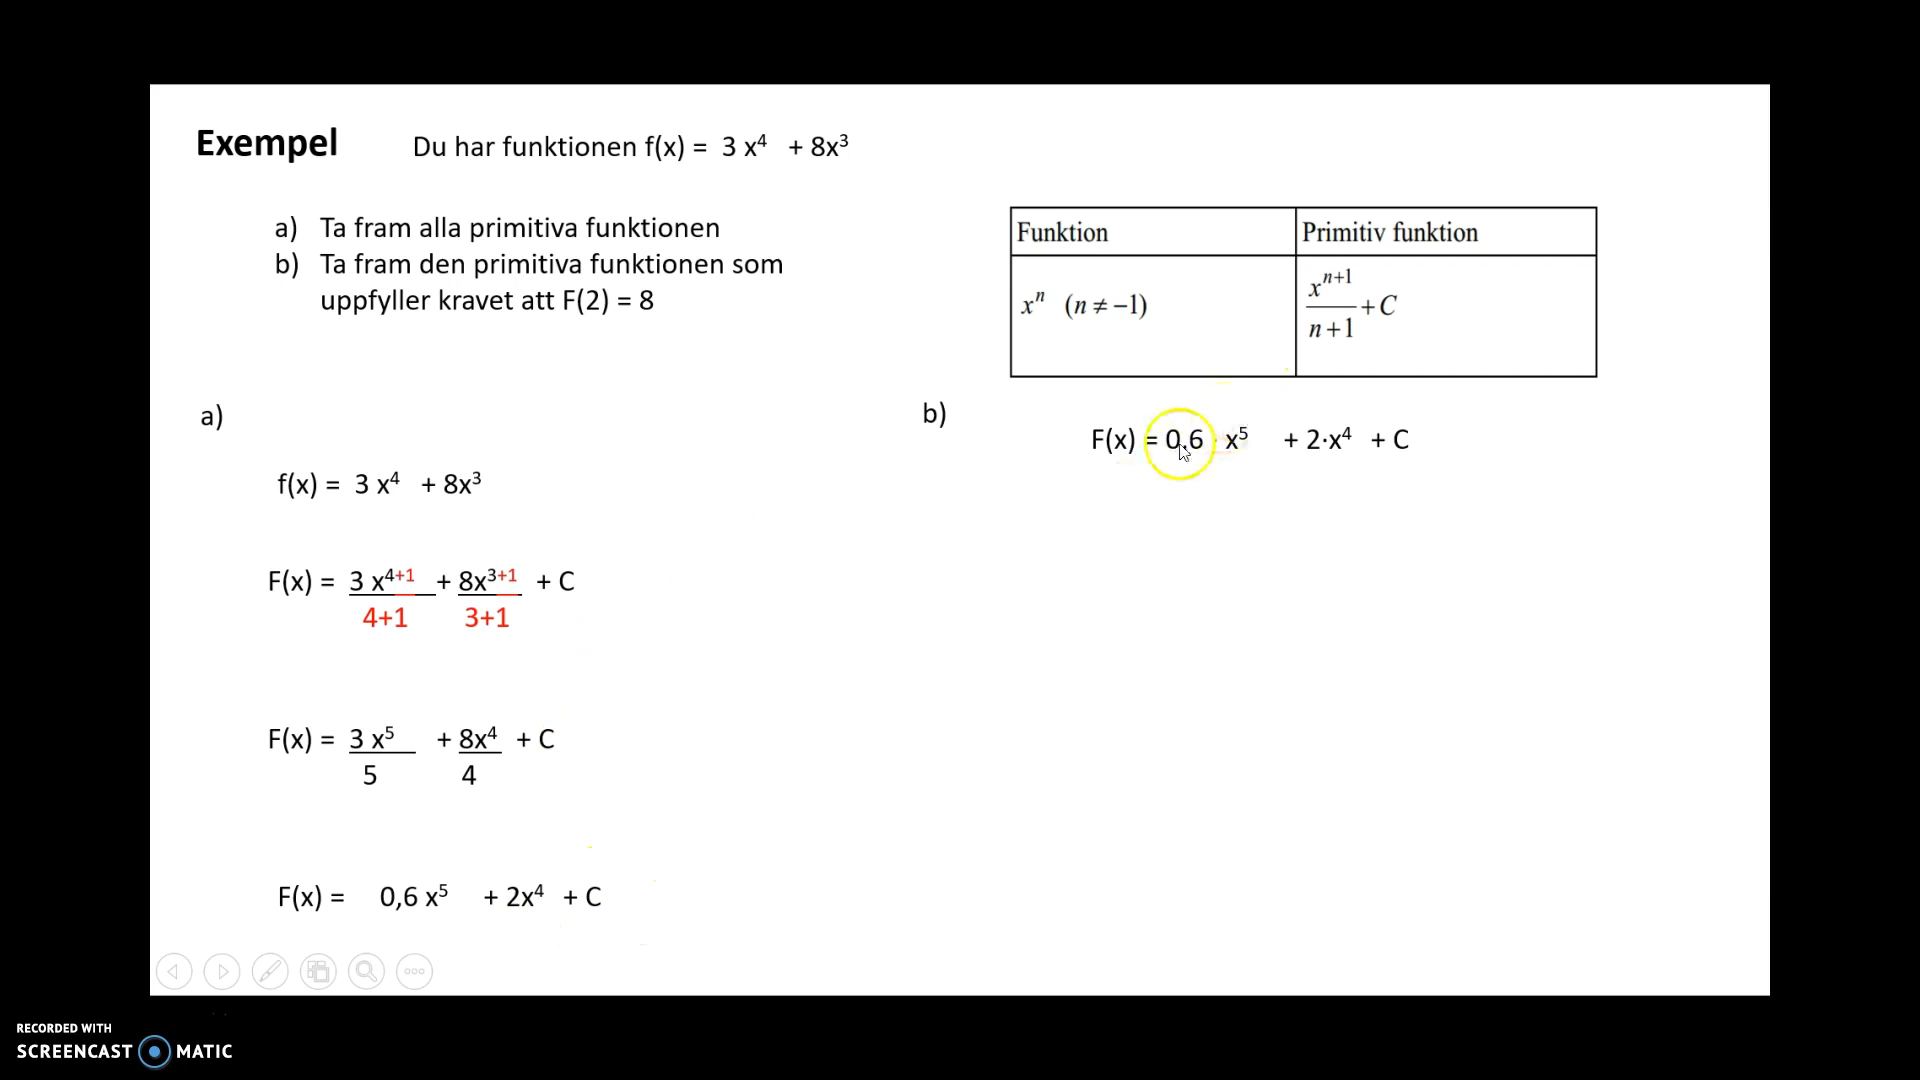 Exempel Du har funktionen f(x) = 3 x⁴ + 8x³
a) Ta fram alla primitiva funktionen
b) Ta fram den primitiva funktionen som
uppfyller kravet att F(2) = 8
Funktion Primitiv funktion
xⁿ (n ≠ −1) xⁿ⁺¹/n+1 + C
a)
f(x) = 3 x⁴ + 8x³
F(x) = 3 x⁴⁺¹ + 8x³⁺¹ + C
4+1 3+1
F(x) = 3 x⁵ + 8x⁴ + C
5 4
F(x) = 0,6 x⁵ + 2x⁴ + C
b)
F(x) = 0,6 · x⁵ + 2·x⁴ + C
RECORDED WITH
SCREENCAST MATIC